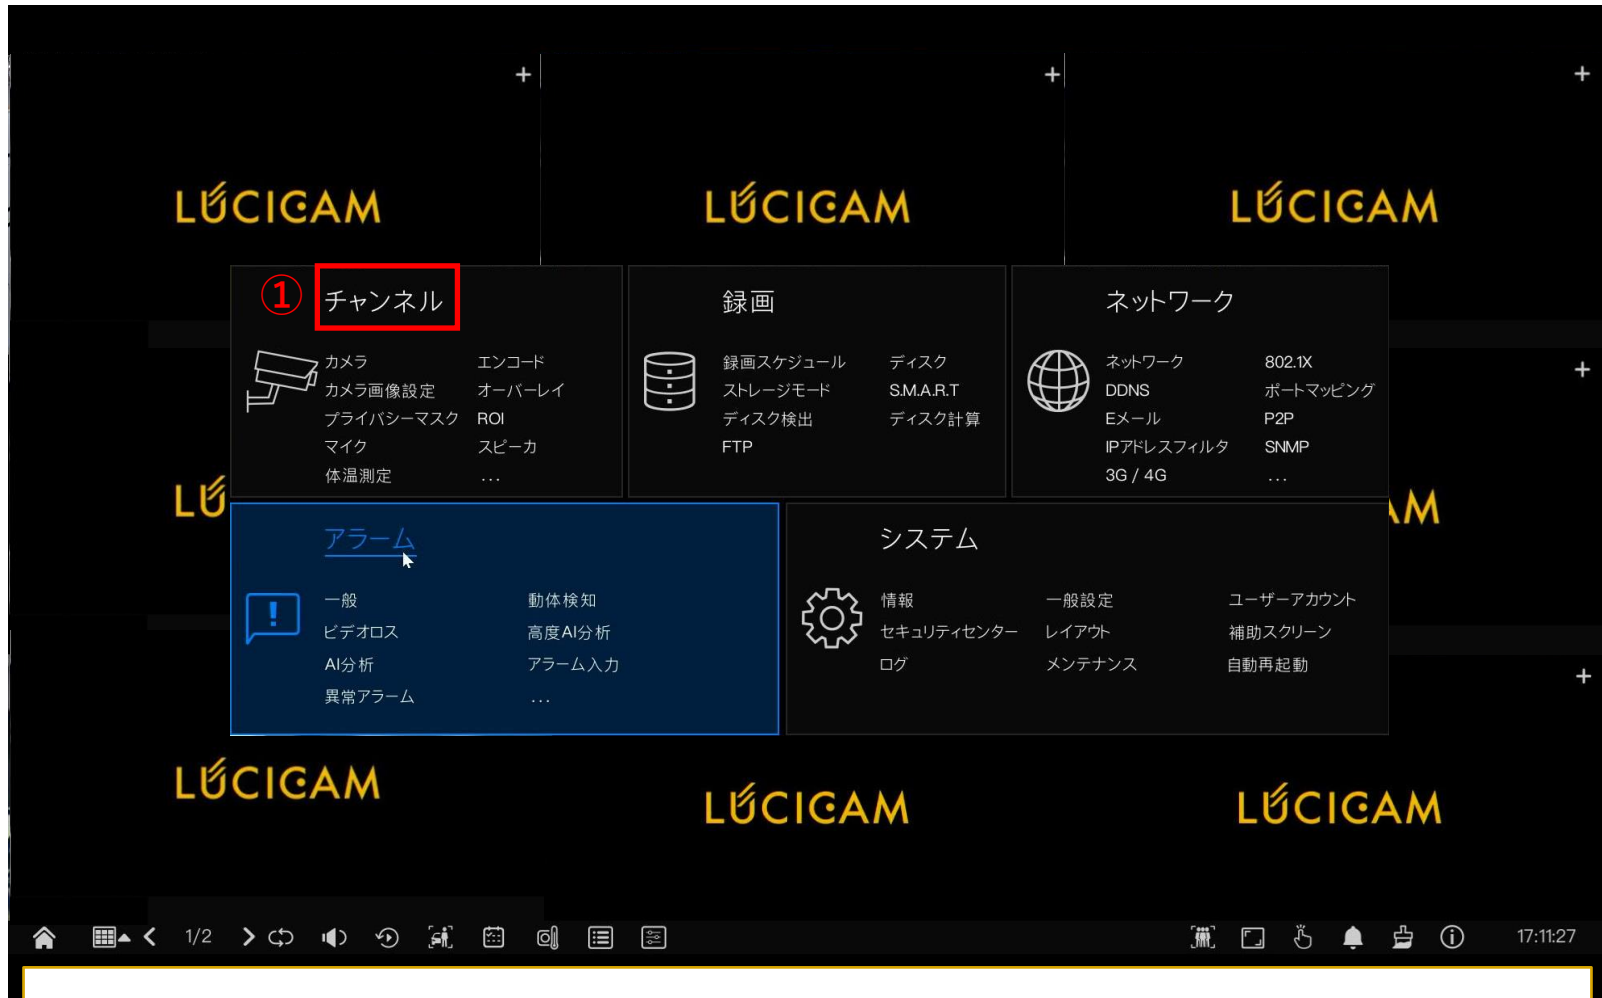 LÚCICAM LÚCICAM LÚCICAM
① チャンネル
カメラ エンコード
カメラ画像設定 オーバーレイ
プライバシーマスク ROI
マイク スピーカ
体温測定 ...
録画
録画スケジュール ディスク
ストレージモード S.M.A.R.T
ディスク検出 ディスク計算
FTP
ネットワーク
ネットワーク 802.1X
DDNS ポートマッピング
Eメール P2P
IPアドレスフィルタ SNMP
3G / 4G ...
LÚ AM
アラーム
一般 動体検知
ビデオロス 高度AI分析
AI分析 アラーム入力
異常アラーム ...
システム
情報 一般設定 ユーザーアカウント
セキュリティセンター レイアウト 補助スクリーン
ログ メンテナンス 自動再起動
LÚCICAM LÚCICAM LÚCICAM
1/2 17:11:27